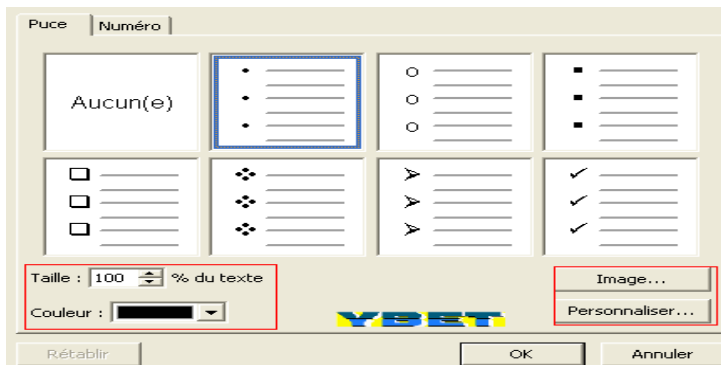 Puce Numéro
Aucun(e)
Taille : 100 % du texte
Image...
Couleur :
Personnaliser...
YBET
Rétablir OK Annuler